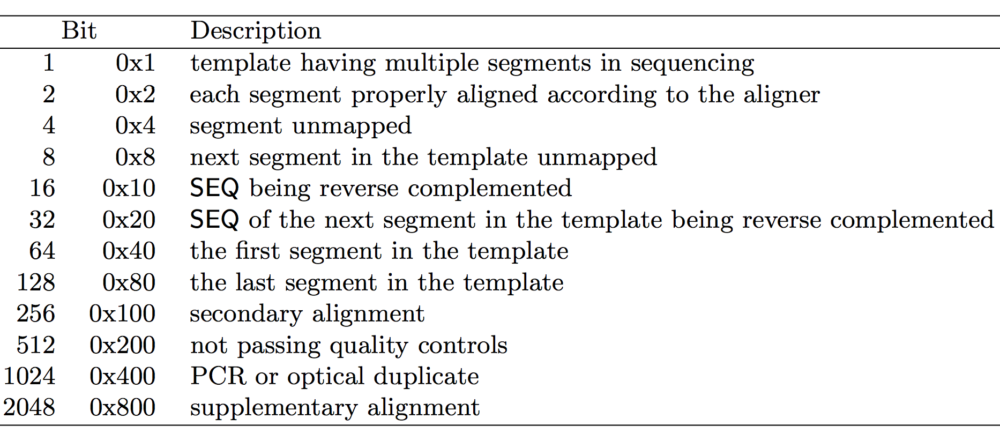 Bit Description
1 0x1 template having multiple segments in sequencing
2 0x2 each segment properly aligned according to the aligner
4 0x4 segment unmapped
8 0x8 next segment in the template unmapped
16 0x10 SEQ being reverse complemented
32 0x20 SEQ of the next segment in the template being reverse complemented
64 0x40 the first segment in the template
128 0x80 the last segment in the template
256 0x100 secondary alignment
512 0x200 not passing quality controls
1024 0x400 PCR or optical duplicate
2048 0x800 supplementary alignment